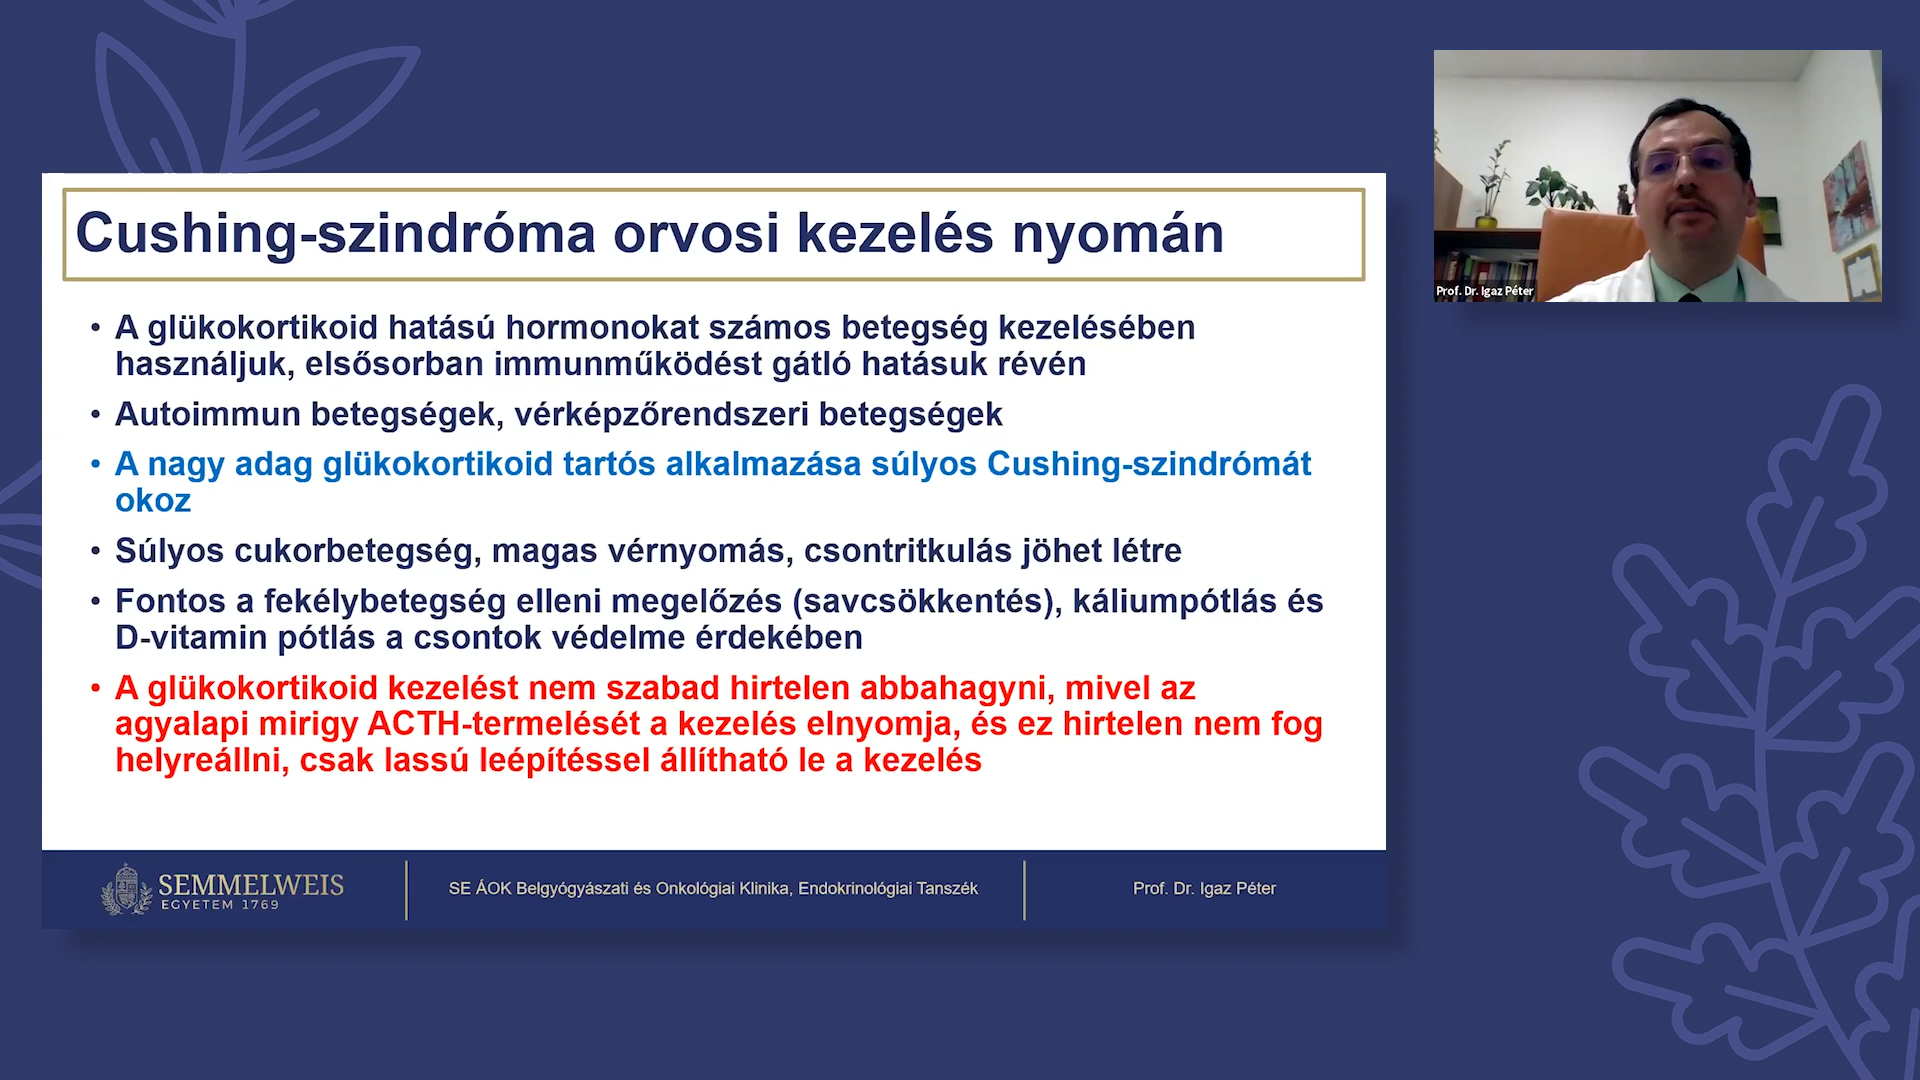 Cushing-szindróma orvosi kezelés nyomán
• A glükokortikoid hatású hormonokat számos betegség kezelésében
használjuk, elsősorban immunműködést gátló hatásuk révén
• Autoimmun betegségek, vérképzőrendszeri betegségek
• A nagy adag glükokortikoid tartós alkalmazása súlyos Cushing-szindrómát
okoz
• Súlyos cukorbetegség, magas vérnyomás, csontritkulás jöhet létre
• Fontos a fekélybetegség elleni megelőzés (savcsökkentés), káliumpótlás és
D-vitamin pótlás a csontok védelme érdekében
• A glükokortikoid kezelést nem szabad hirtelen abbahagyni, mivel az
agyalapi mirigy ACTH-termelését a kezelés elnyomja, és ez hirtelen nem fog
helyreállni, csak lassú leépítéssel állítható le a kezelés
SEMMELWEIS
EGYETEM 1769
SE ÁOK Belgyógyászati és Onkológiai Klinika, Endokrinológiai Tanszék
Prof. Dr. Igaz Péter
Prof. Dr. Igaz Péter